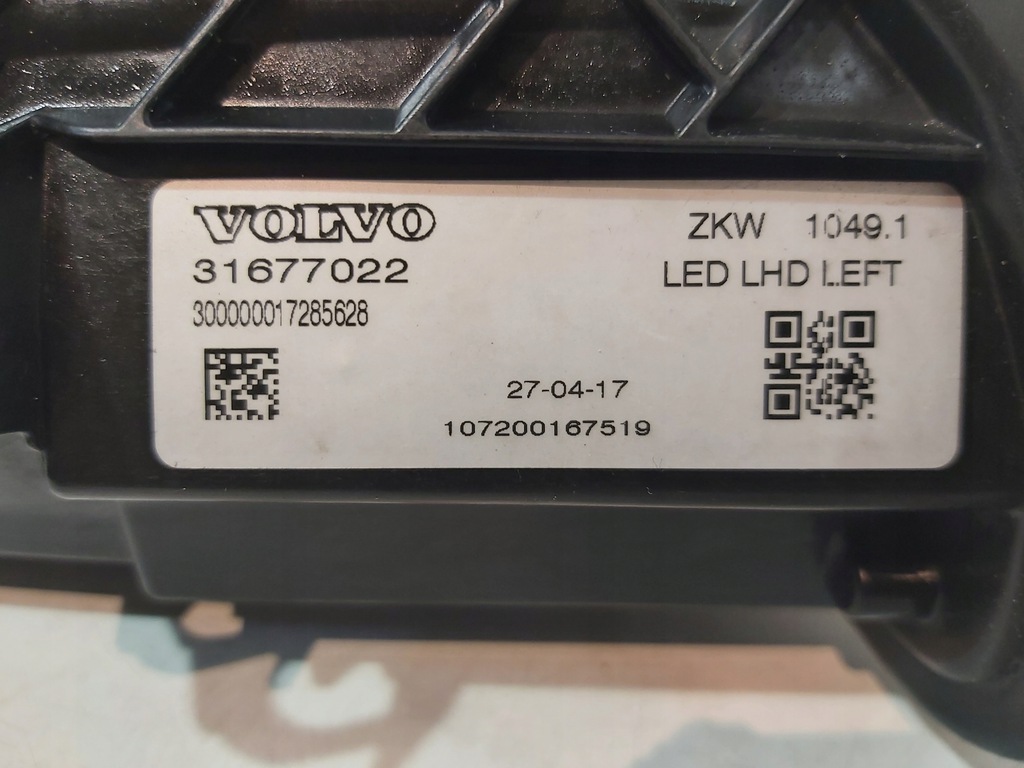 VOLVO
31677022
300000017285628
ZKW 1049.1
LED LHD LEFT
27-04-17
107200167519